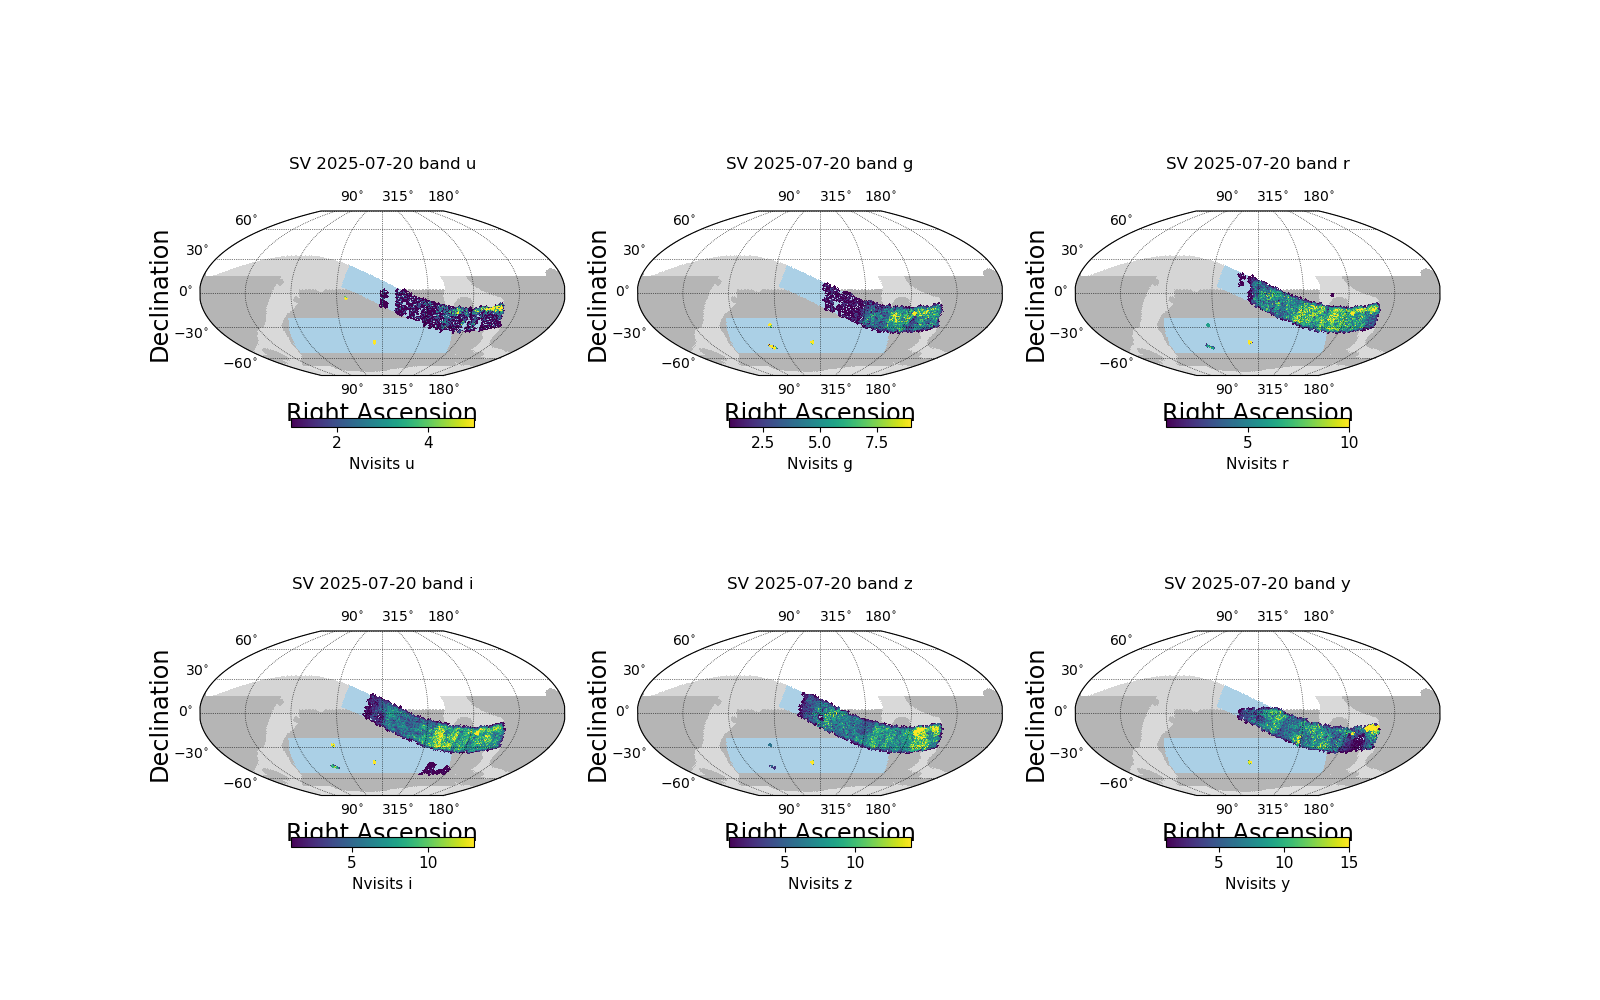 SV 2025-07-20 band u SV 2025-07-20 band g SV 2025-07-20 band r
90° 315° 180° 90° 315° 180° 90° 315° 180°
60° 60° 60°
30° 30° 30°
0° 0° 0°
−30° −30° −30°
−60° −60° −60°
Declination Declination Declination
90° 315° 180° 90° 315° 180° 90° 315° 180°
Right Ascension Right Ascension Right Ascension
2 4 2.5 5.0 7.5 5 10
Nvisits u Nvisits g Nvisits r
SV 2025-07-20 band i SV 2025-07-20 band z SV 2025-07-20 band y
90° 315° 180° 90° 315° 180° 90° 315° 180°
60° 60° 60°
30° 30° 30°
0° 0° 0°
−30° −30° −30°
−60° −60° −60°
Declination Declination Declination
90° 315° 180° 90° 315° 180° 90° 315° 180°
Right Ascension Right Ascension Right Ascension
5 10 5 10 5 10 15
Nvisits i Nvisits z Nvisits y